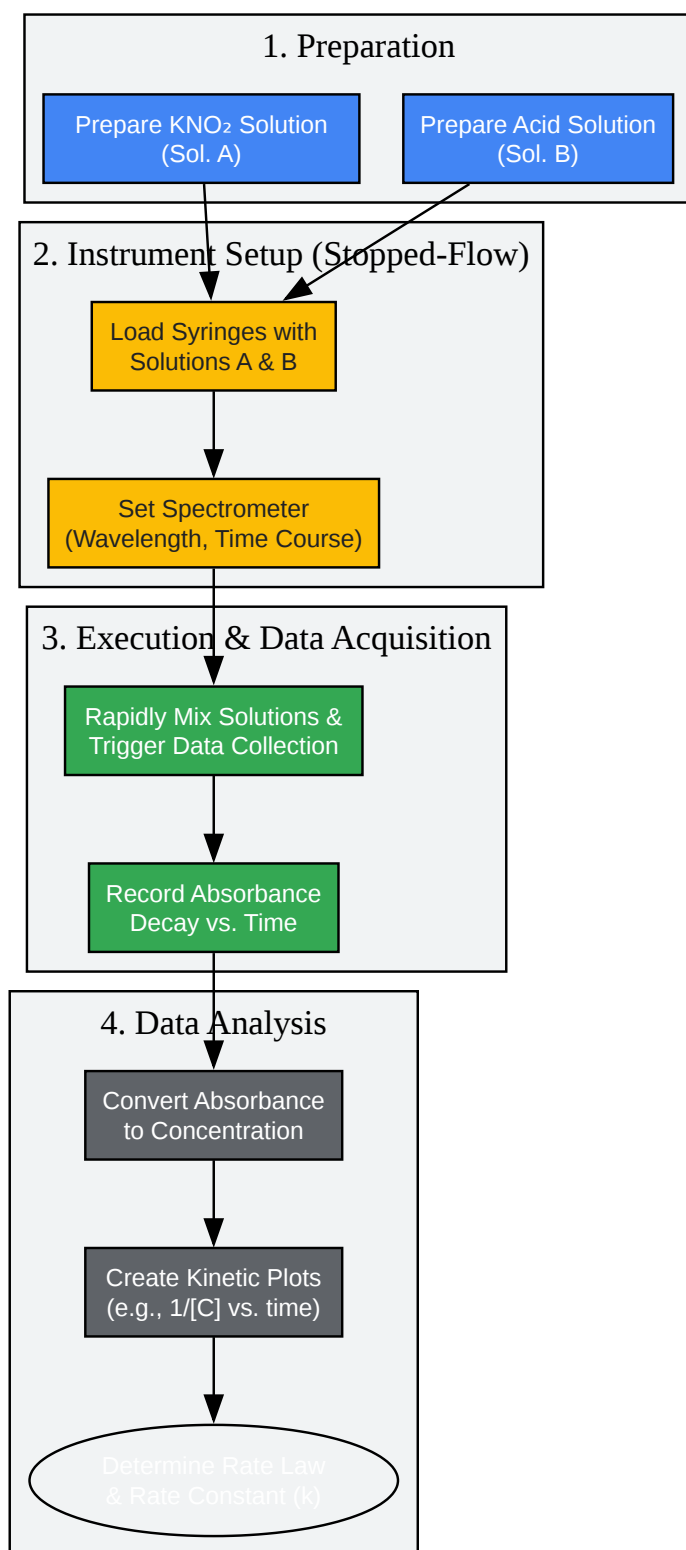 1. Preparation
Prepare KNO₂ Solution
(Sol. A)
Prepare Acid Solution
(Sol. B)
2. Instrument Setup (Stopped-Flow)
Load Syringes with
Solutions A & B
Set Spectrometer
(Wavelength, Time Course)
3. Execution & Data Acquisition
Rapidly Mix Solutions &
Trigger Data Collection
Record Absorbance
Decay vs. Time
4. Data Analysis
Convert Absorbance
to Concentration
Create Kinetic Plots
(e.g., 1/[C] vs. time)
Determine Rate Law
& Rate Constant (k)